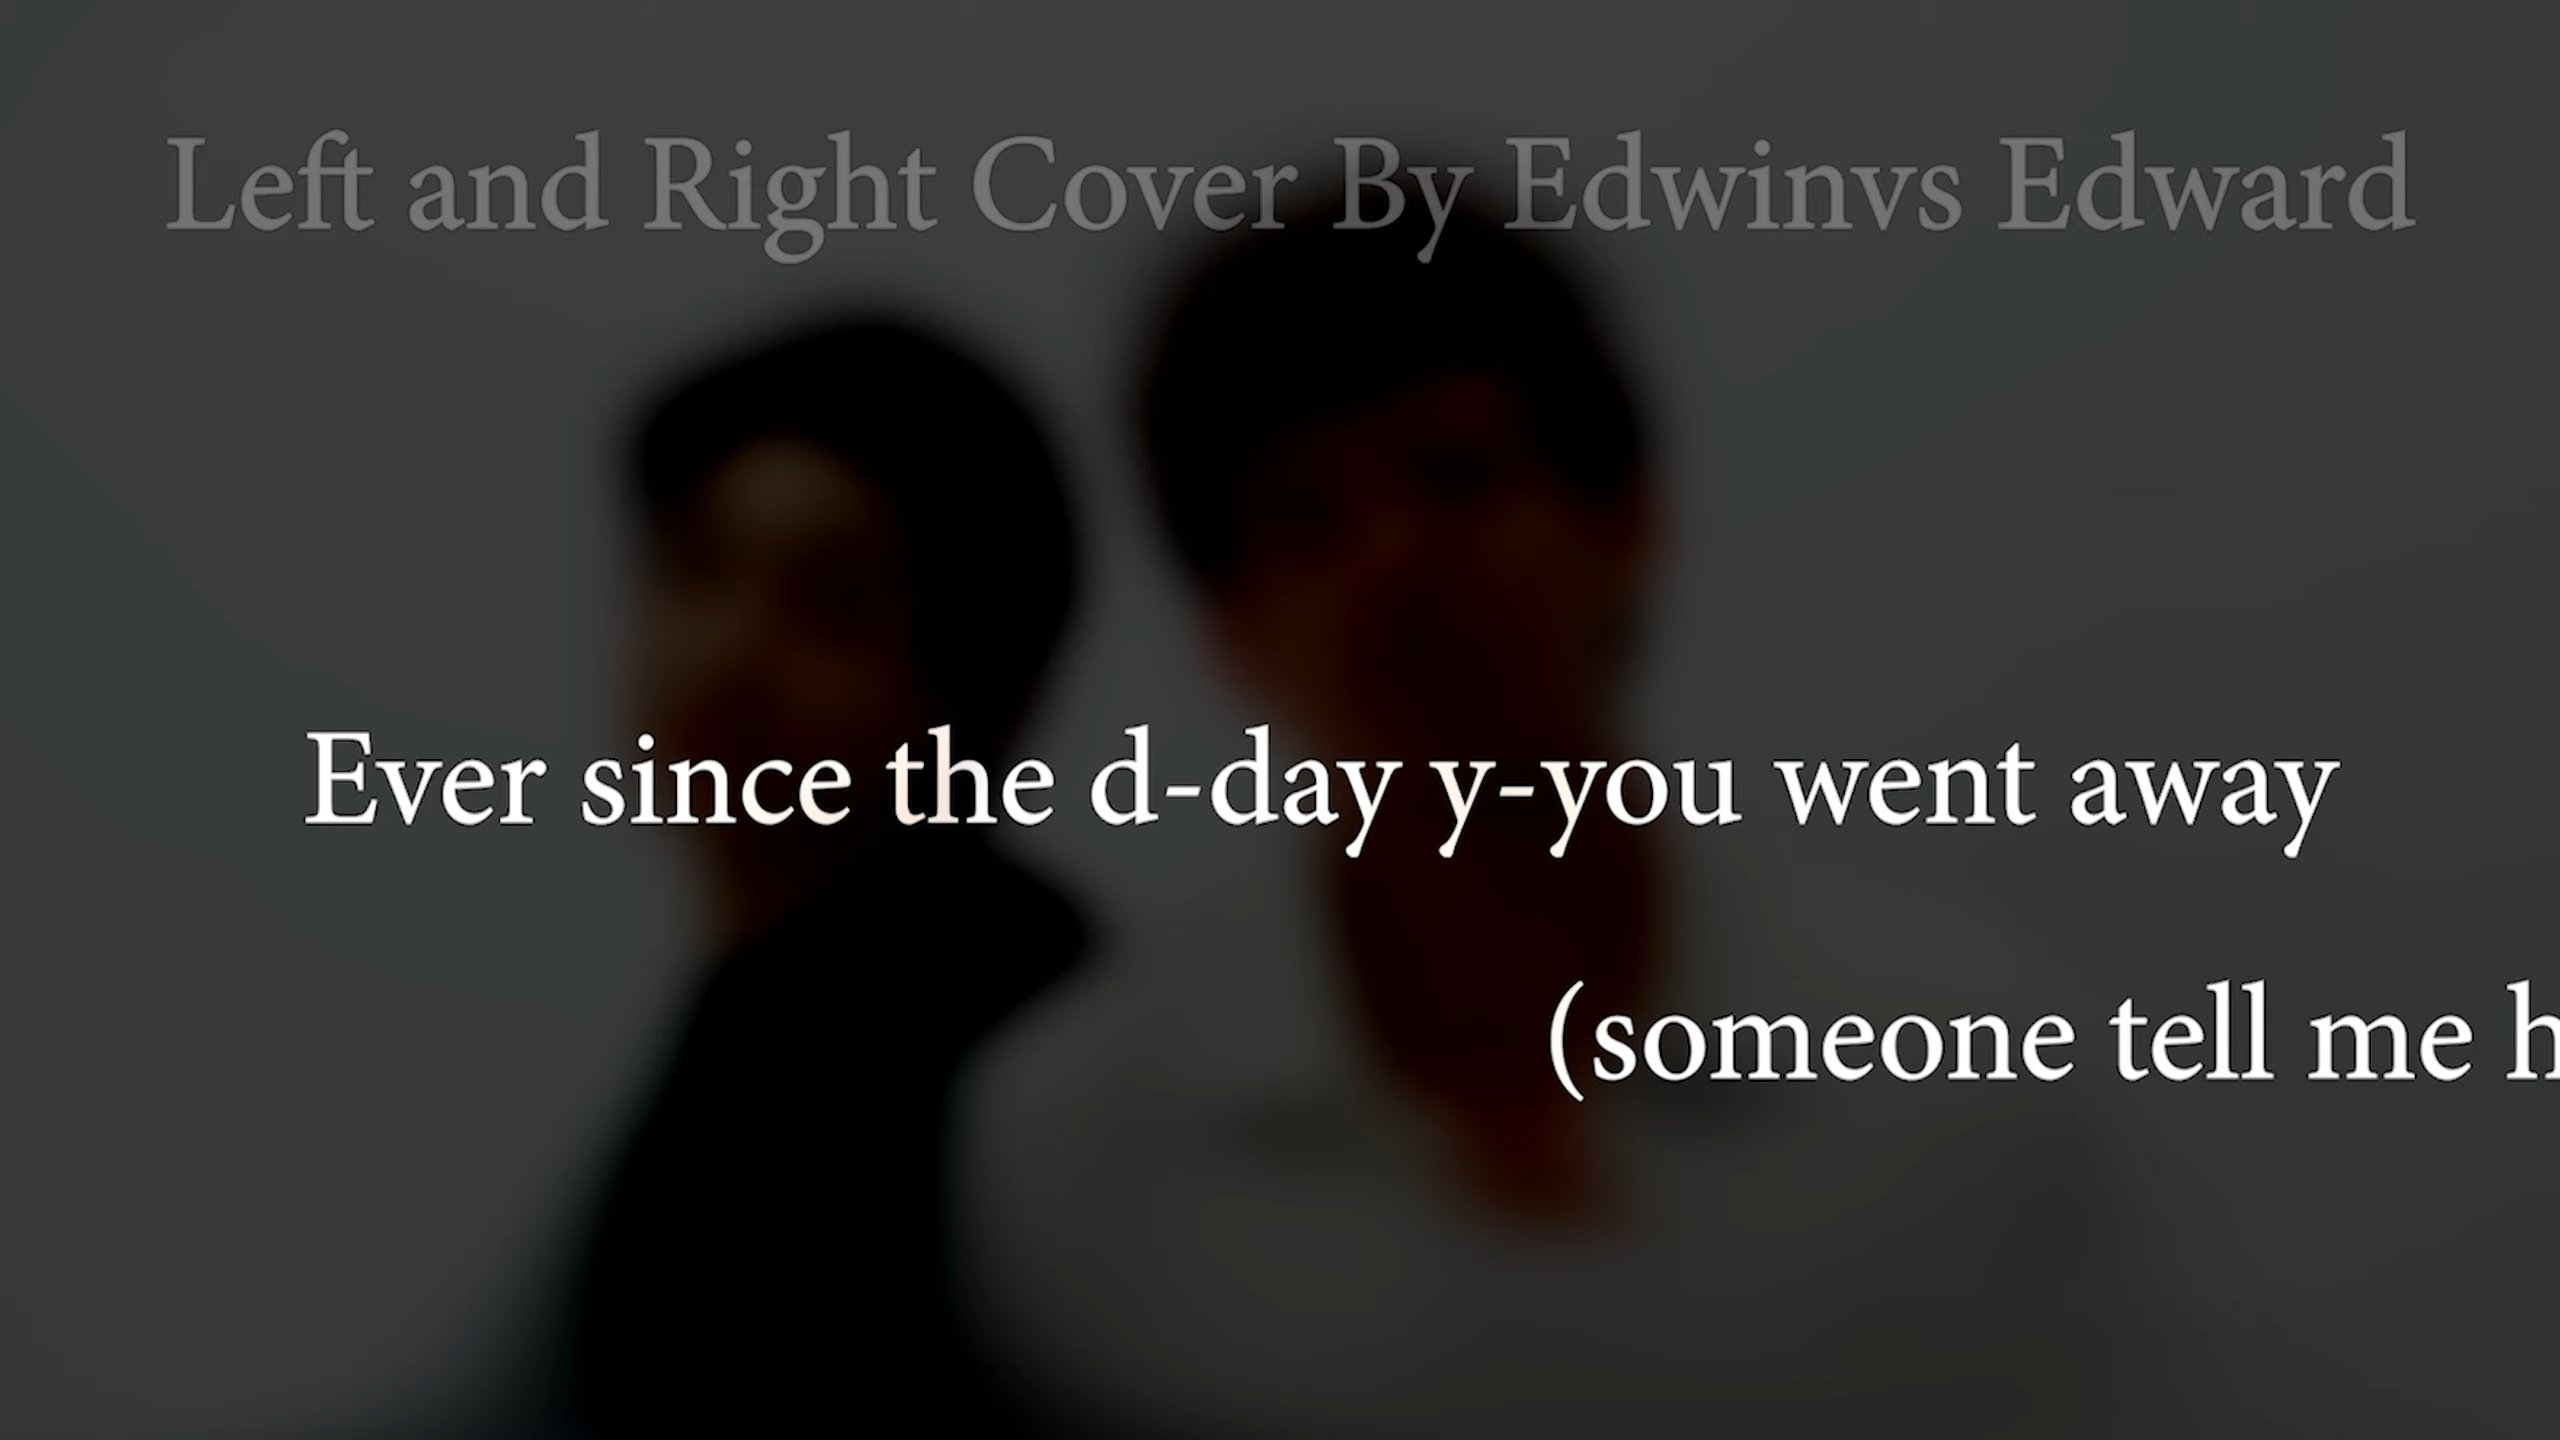 Left and Right Cover By Edwinvs Edward
Ever since the d-day y-you went away
(someone tell me h